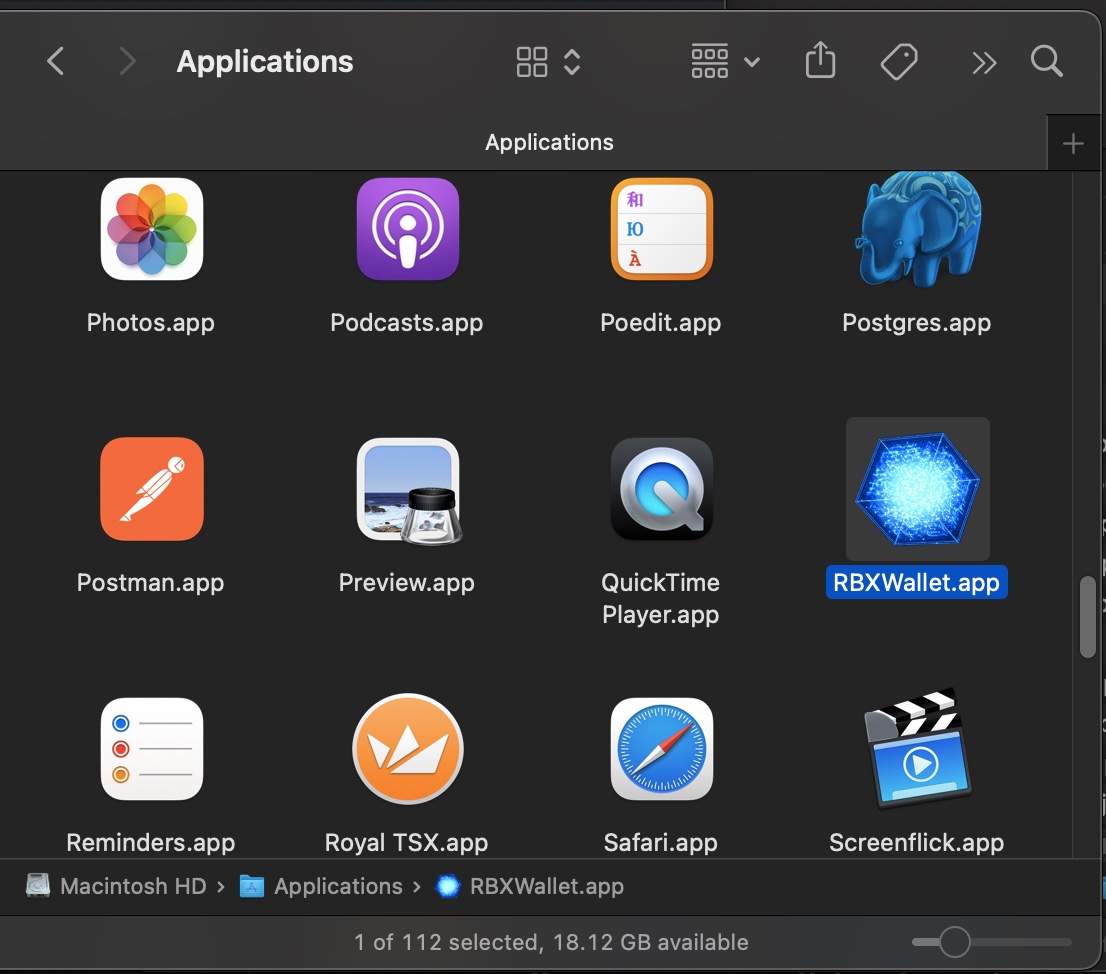 Applications
Applications
和
Ю
À
Photos.app
Podcasts.app
Poedit.app
Postgres.app
Postman.app
Preview.app
QuickTime
Player.app
RBXWallet.app
Reminders.app
Royal TSX.app
Safari.app
Screenflick.app
Macintosh HD › Applications › RBXWallet.app
1 of 112 selected, 18.12 GB available